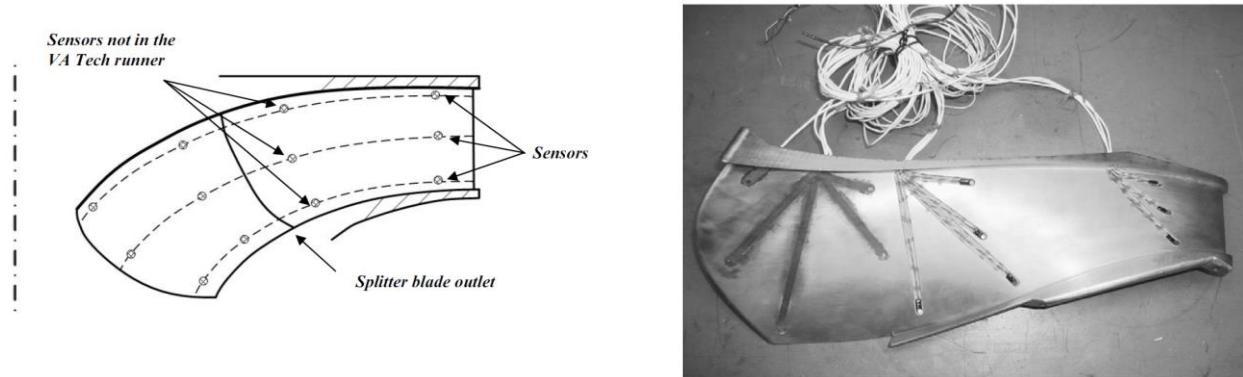 Sensors not in the
VA Tech runner
Sensors
Splitter blade outlet